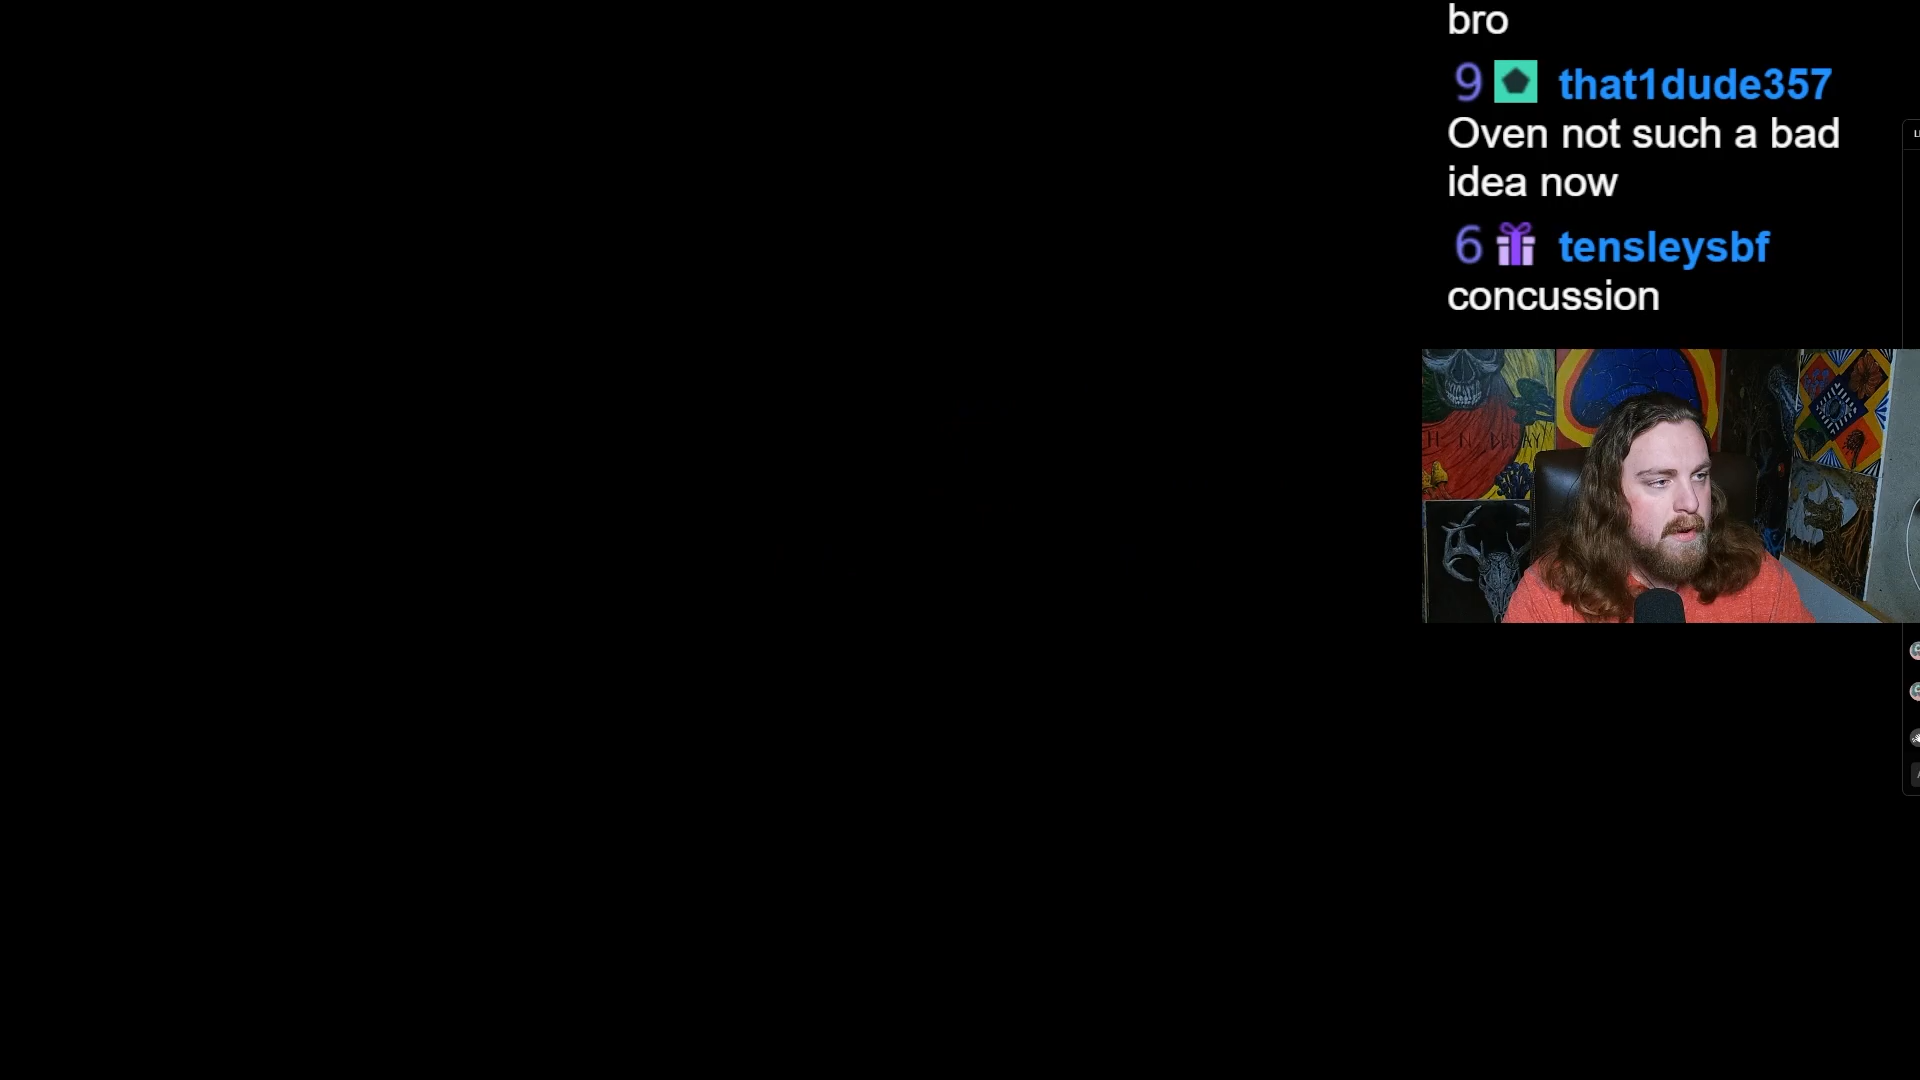 bro
9 that1dude357
Oven not such a bad
idea now
6 tensleysbf
concussion